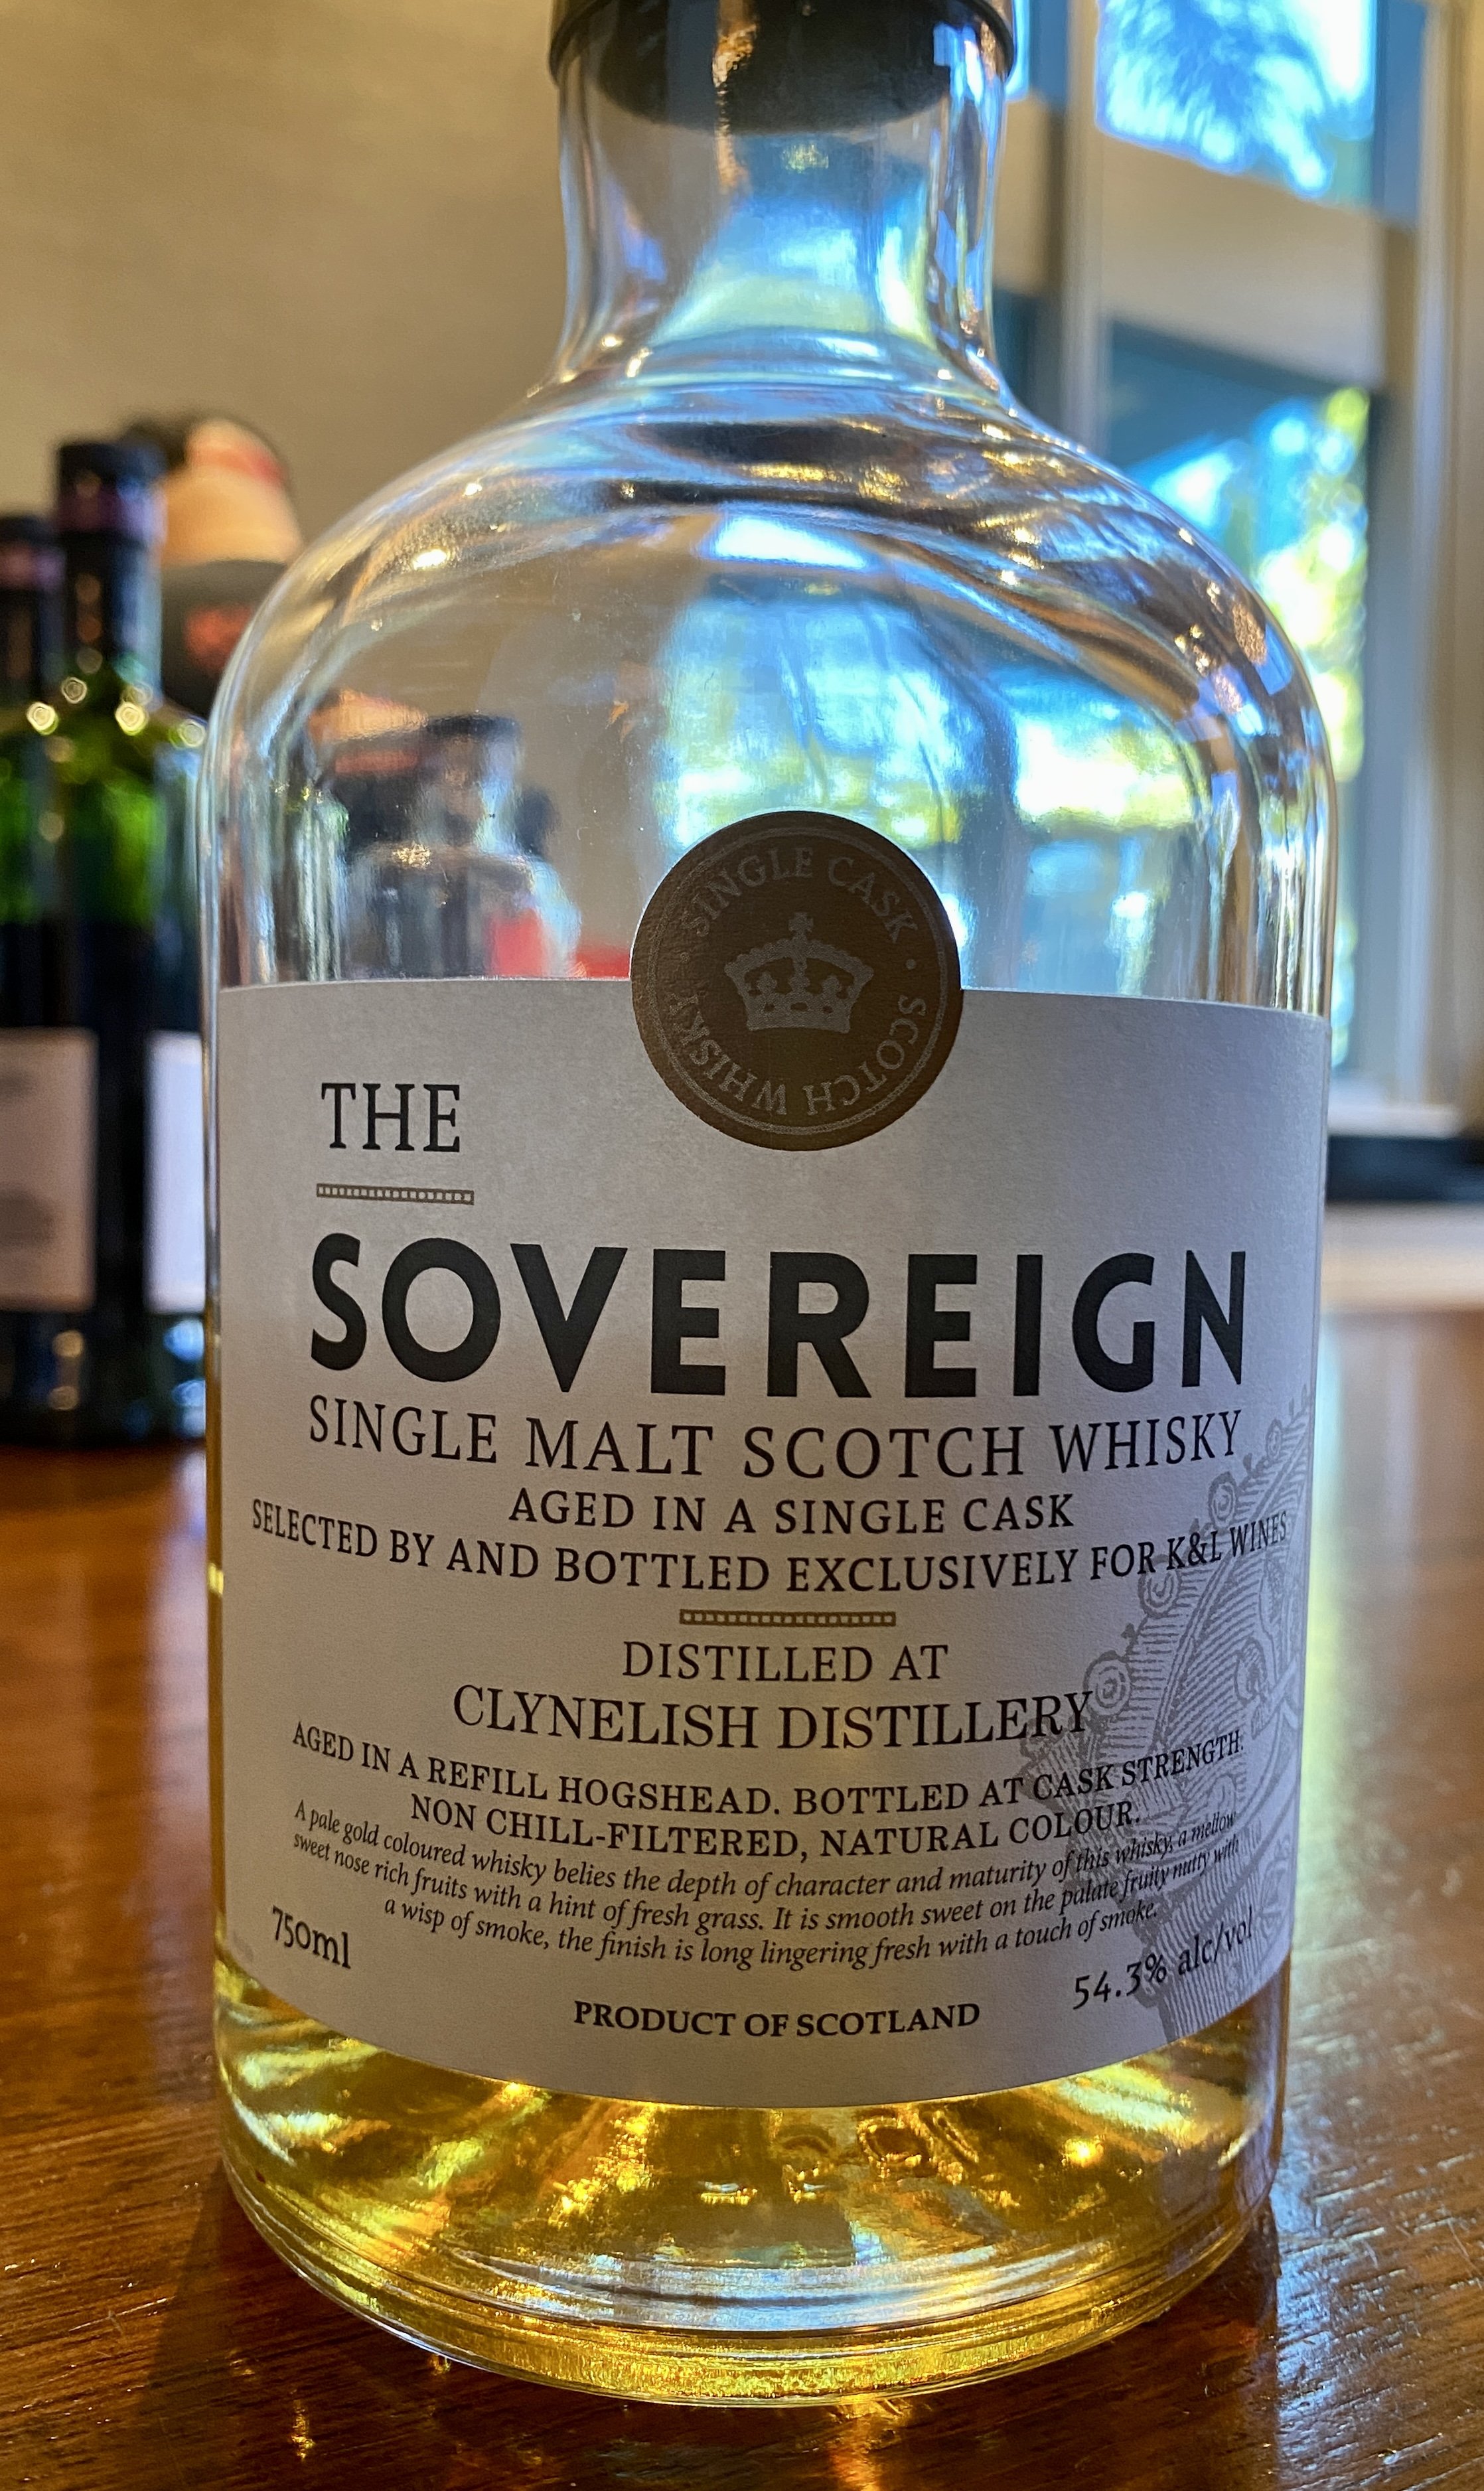 SINGLE CASK · SCOTCH WHISKY ·
THE
SOVEREIGN
SINGLE MALT SCOTCH WHISKY
AGED IN A SINGLE CASK
SELECTED BY AND BOTTLED EXCLUSIVELY FOR K&L WINES
DISTILLED AT
CLYNELISH DISTILLERY
AGED IN A REFILL HOGSHEAD. BOTTLED AT CASK STRENGTH.
NON CHILL-FILTERED, NATURAL COLOUR.
A pale gold coloured whisky belies the depth of character and maturity of this whisky, a mellow
sweet nose rich fruits with a hint of fresh grass. It is smooth sweet on the palate fruity nutty with
a wisp of smoke, the finish is long lingering fresh with a touch of smoke.
750ml
54.3% alc/vol
PRODUCT OF SCOTLAND